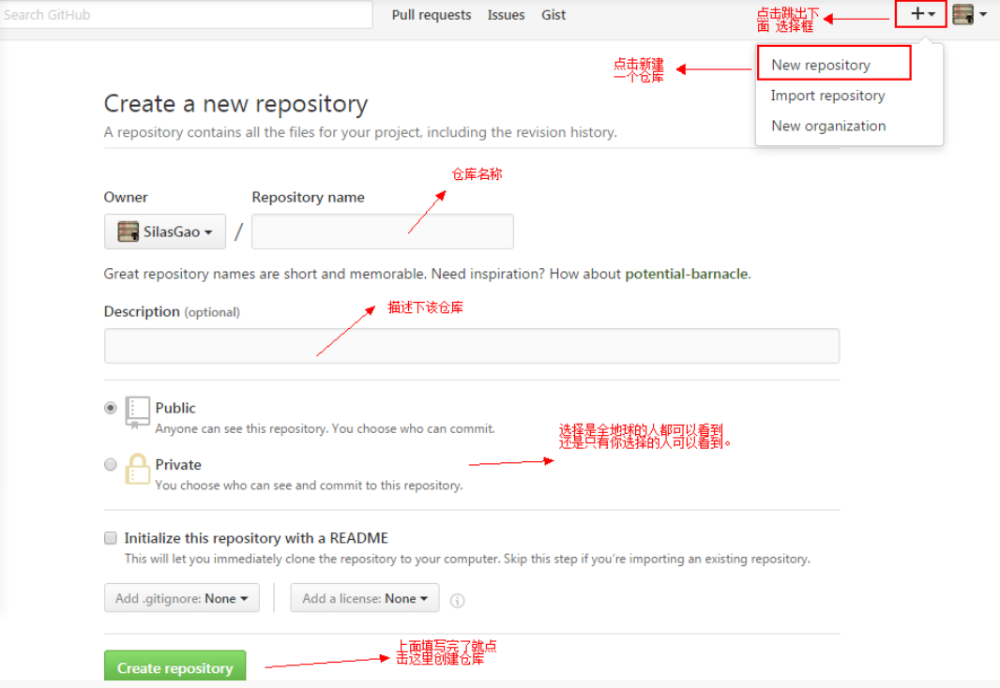 Search GitHub
Pull requests Issues Gist
点击跳出下
面 选择框
点击新建
一个仓库
New repository
Import repository
New organization
Create a new repository
A repository contains all the files for your project, including the revision history.
仓库名称
Owner Repository name
SilasGao /
Great repository names are short and memorable. Need inspiration? How about potential-barnacle.
描述下该仓库
Description (optional)
Public
Anyone can see this repository. You choose who can commit.
选择是全地球的人都可以看到
还是只有你选择的人可以看到。
Private
You choose who can see and commit to this repository.
Initialize this repository with a README
This will let you immediately clone the repository to your computer. Skip this step if you're importing an existing repository.
Add .gitignore: None Add a license: None
上面填写完了就点
击这里创建仓库
Create repository